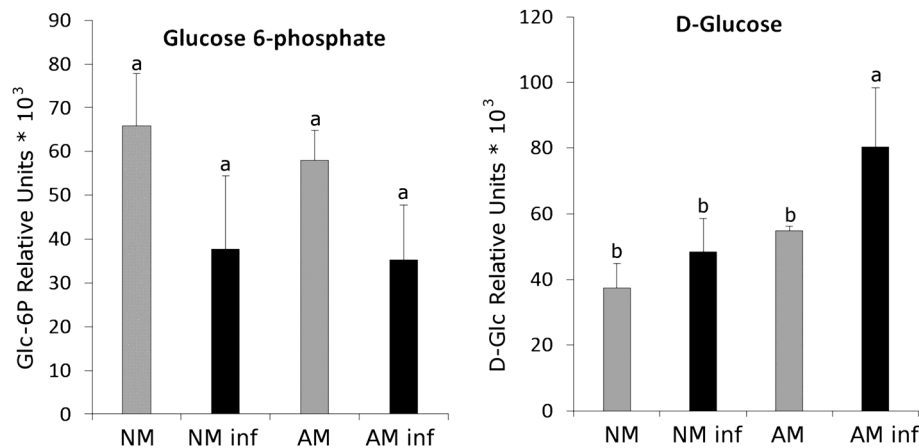 Glucose 6-phosphate
Glc-6P Relative Units * 10³
90
80
70
60
50
40
30
20
10
0
a
a
a
a
NM
NM inf
AM
AM inf
D-Glucose
D-Glc Relative Units * 10³
120
100
80
60
40
20
0
b
b
b
a
NM
NM inf
AM
AM inf